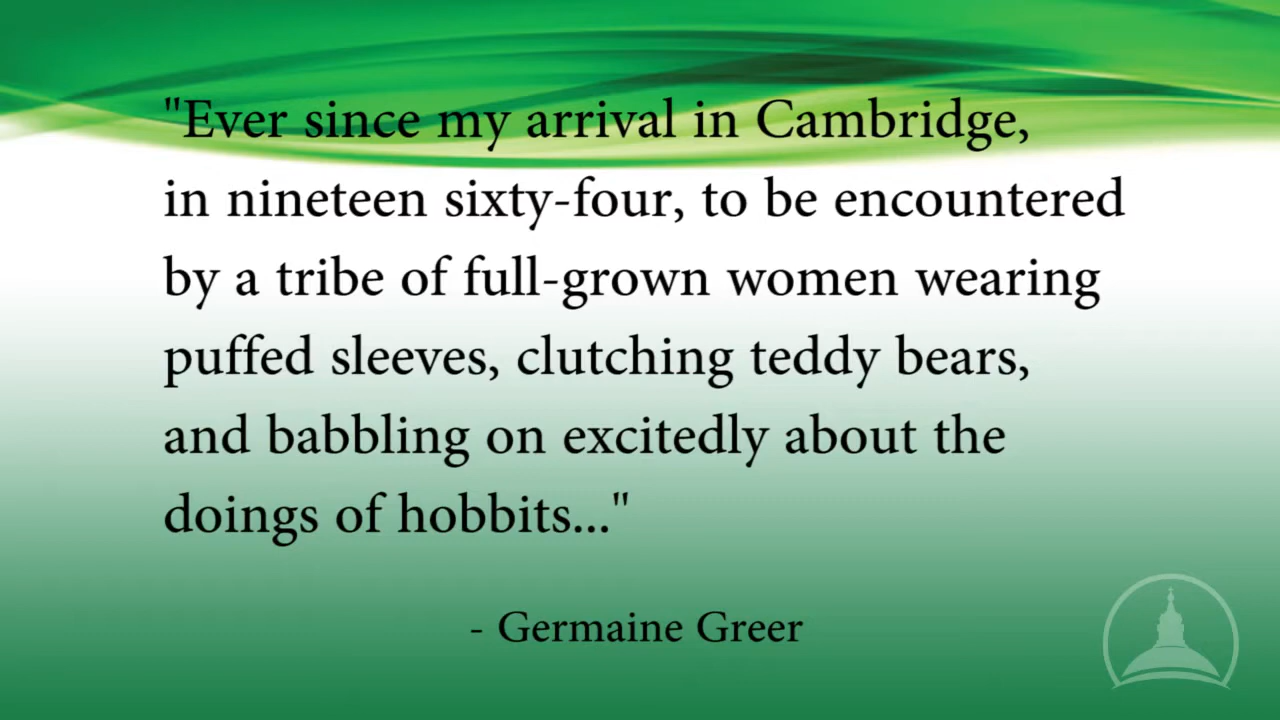 "Ever since my arrival in Cambridge,
in nineteen sixty-four, to be encountered
by a tribe of full-grown women wearing
puffed sleeves, clutching teddy bears,
and babbling on excitedly about the
doings of hobbits..."
- Germaine Greer